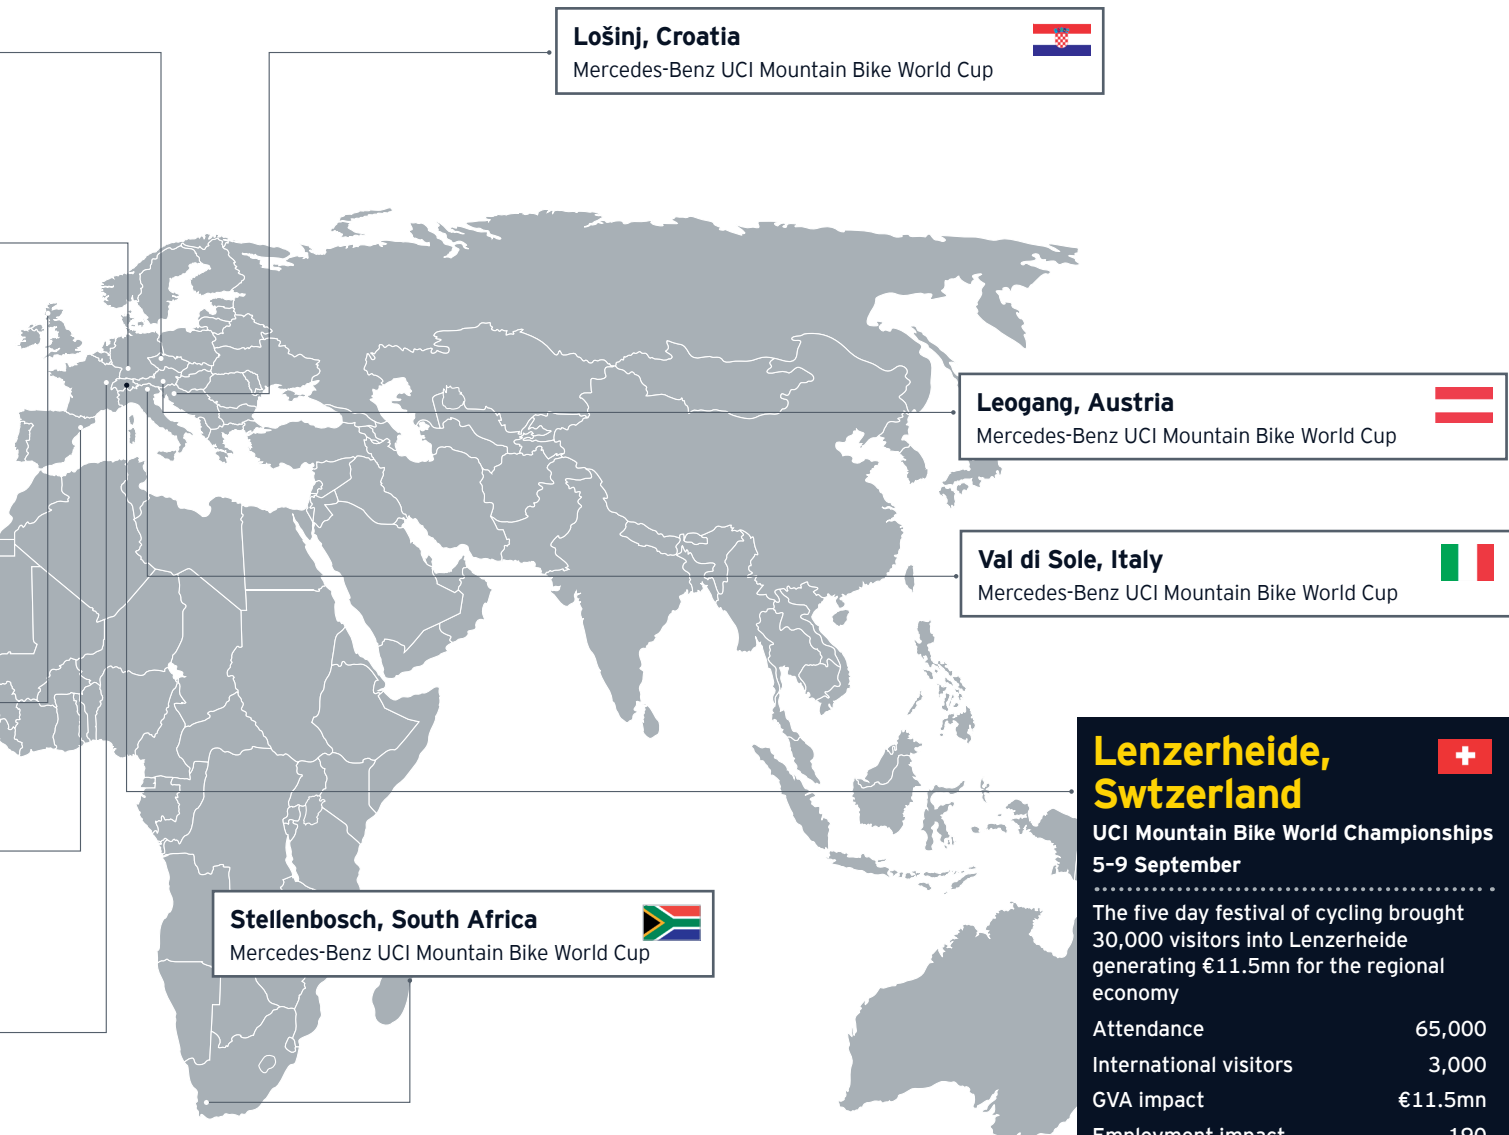 Lošinj, Croatia
Mercedes-Benz UCI Mountain Bike World Cup
Leogang, Austria
Mercedes-Benz UCI Mountain Bike World Cup
Val di Sole, Italy
Mercedes-Benz UCI Mountain Bike World Cup
Lenzerheide,
Swtzerland
UCI Mountain Bike World Championships
5–9 September
The five day festival of cycling brought
30,000 visitors into Lenzerheide
generating €11.5mn for the regional
economy
Attendance 65,000
International visitors 3,000
GVA impact €11.5mn
Employment impact 190
Stellenbosch, South Africa
Mercedes-Benz UCI Mountain Bike World Cup